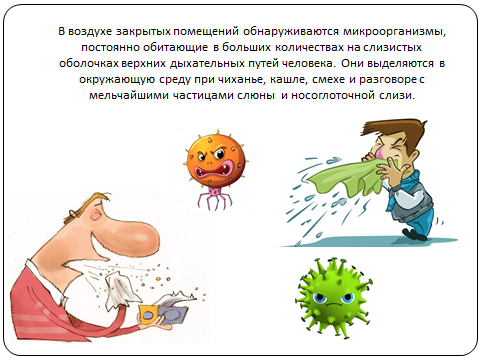 В воздухе закрытых помещений обнаруживаются микроорганизмы,
постоянно обитающие в больших количествах на слизистых
оболочках верхних дыхательных путей человека. Они выделяются в
окружающую среду при чиханье, кашле, смехе и разговоре с
мельчайшими частицами слюны и носоглоточной слизи.